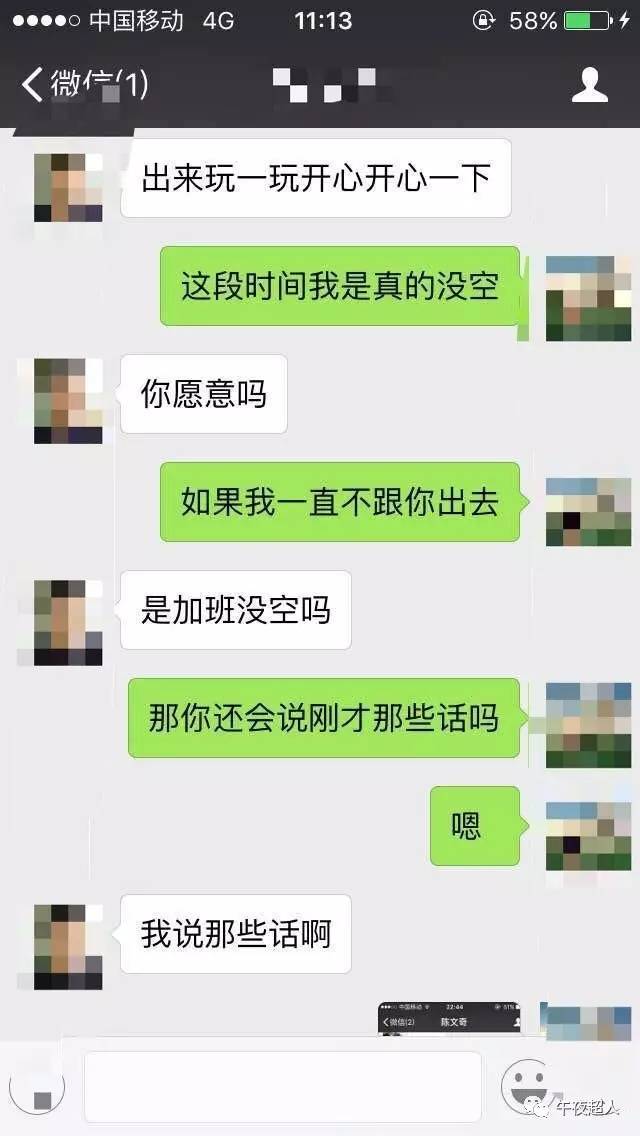 中国移动 4G 11:13 58%
微信(1)
出来玩一玩开心开心一下
这段时间我是真的没空
你愿意吗
如果我一直不跟你出去
是加班没空吗
那你还会说刚才那些话吗
嗯
我说那些话啊
中国移动 22:44 51%
微信(2) 陈文奇
午夜超人